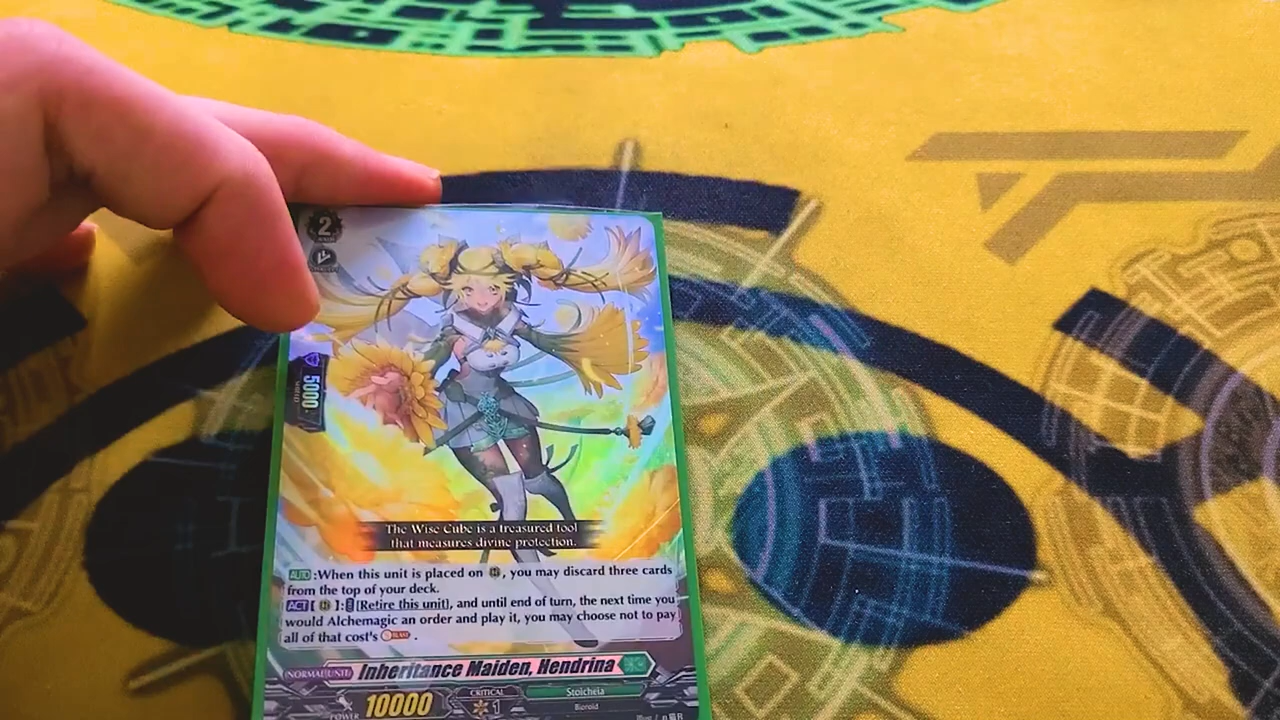 2
5000
SHIELD
The Wise Cube is a treasured tool
that measures divine protection.
AUTO:When this unit is placed on , you may discard three cards
from the top of your deck.
ACT[ ]:[Retire this unit], and until end of turn, the next time you
would Alchemagic an order and play it, you may choose not to pay
all of that cost's BLAST.
NORMAL UNIT Inheritance Maiden, Hendrina
POWER 10000 CRITICAL 1 Stoicheia
Bioroid